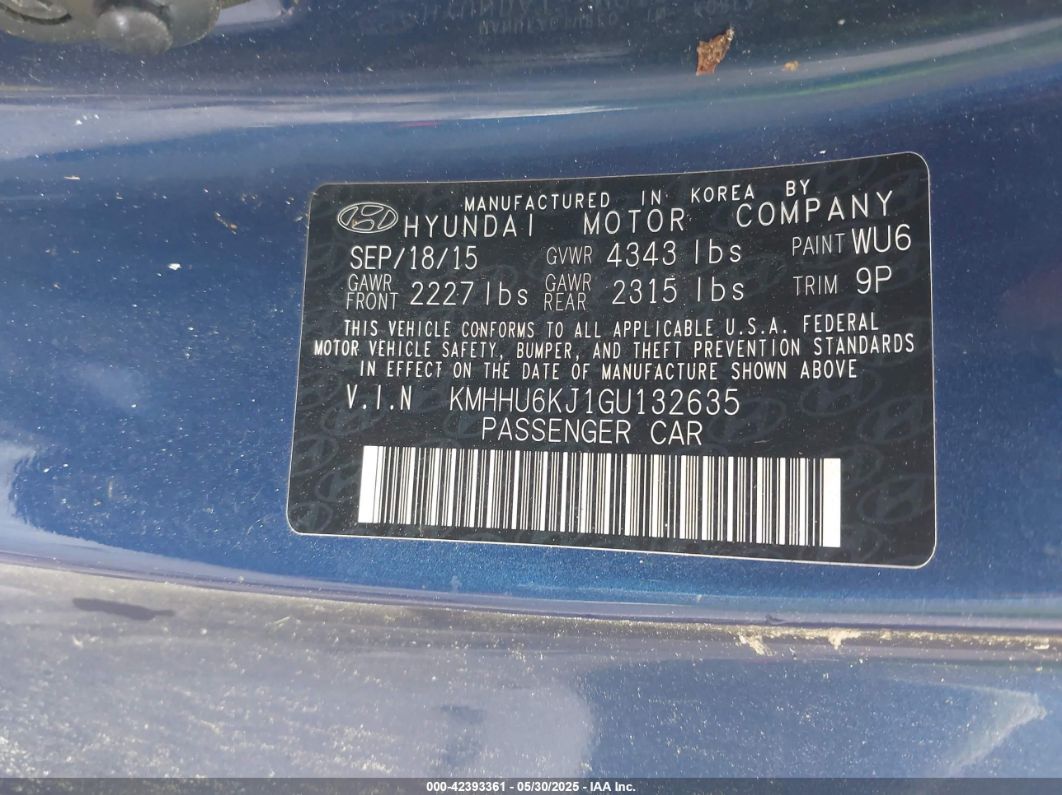 MANUFACTURED IN KOREA BY
HYUNDAI MOTOR COMPANY
SEP/18/15 GVWR 4343 lbs PAINT WU6
GAWR FRONT 2227 lbs GAWR REAR 2315 lbs TRIM 9P
THIS VEHICLE CONFORMS TO ALL APPLICABLE U.S.A. FEDERAL
MOTOR VEHICLE SAFETY, BUMPER, AND THEFT PREVENTION STANDARDS
IN EFFECT ON THE DATE OF MANUFACTURE SHOWN ABOVE
V.I.N KMHHU6KJ1GU132635
PASSENGER CAR
000-42393361 - 05/30/2025 - IAA Inc.